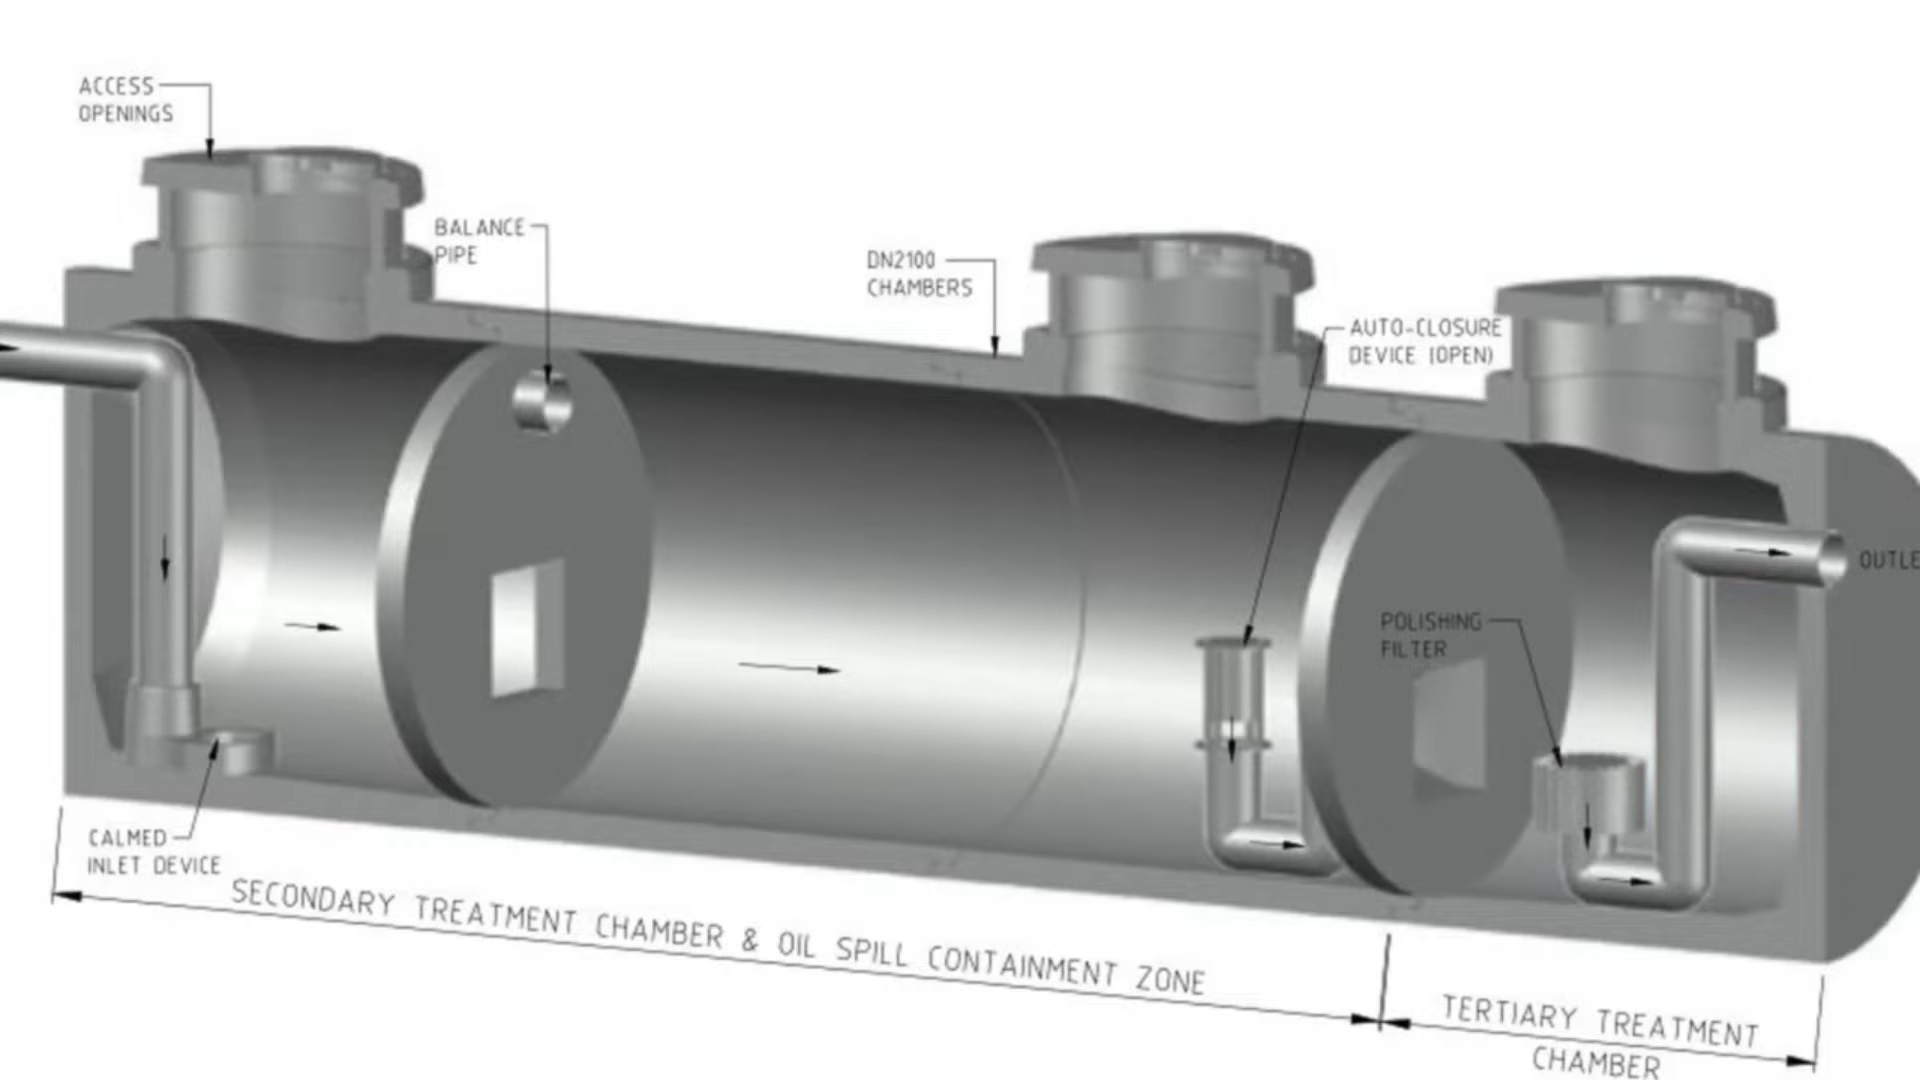 ACCESS
OPENINGS
BALANCE
PIPE
DN2100
CHAMBERS
AUTO-CLOSURE
DEVICE (OPEN)
POLISHING
FILTER
CALMED
INLET DEVICE
SECONDARY TREATMENT CHAMBER & OIL SPILL CONTAINMENT ZONE
TERTIARY TREATMENT
CHAMBER